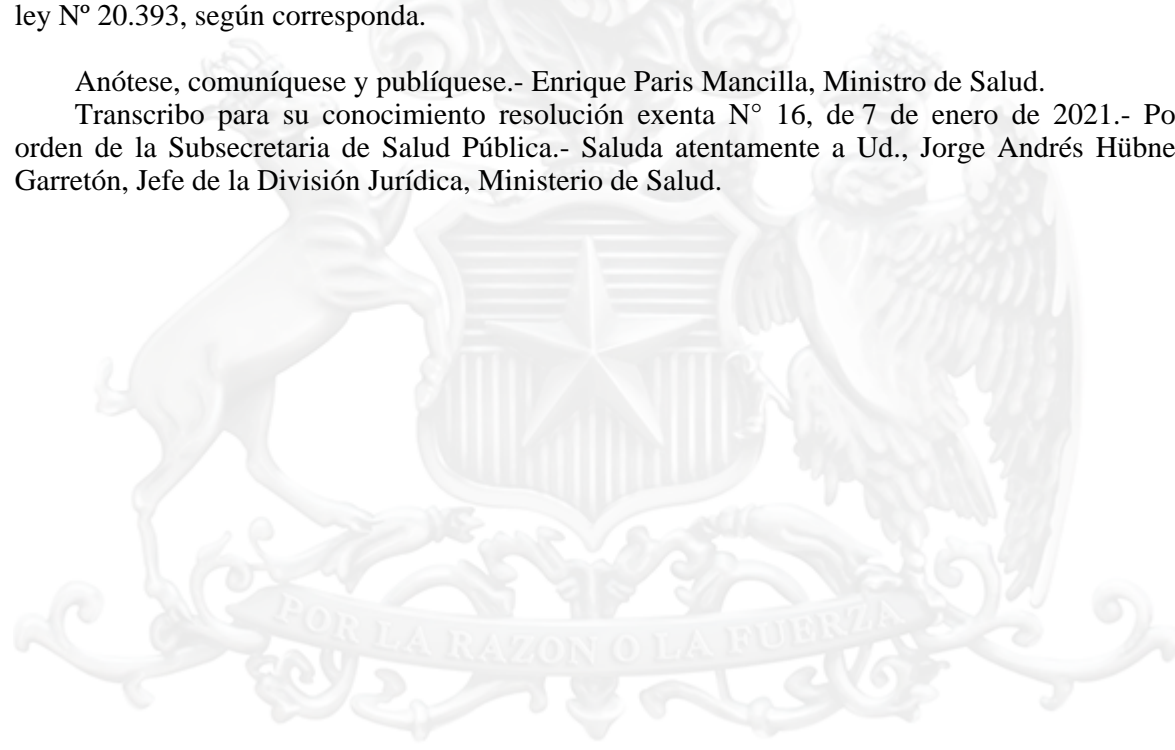 ley Nº 20.393, según corresponda.
Anótese, comuníquese y publíquese.- Enrique Paris Mancilla, Ministro de Salud.
Transcribo para su conocimiento resolución exenta N° 16, de 7 de enero de 2021.- Po
orden de la Subsecretaria de Salud Pública.- Saluda atentamente a Ud., Jorge Andrés Hübne
Garretón, Jefe de la División Jurídica, Ministerio de Salud.
POR LA RAZON O LA FUERZA